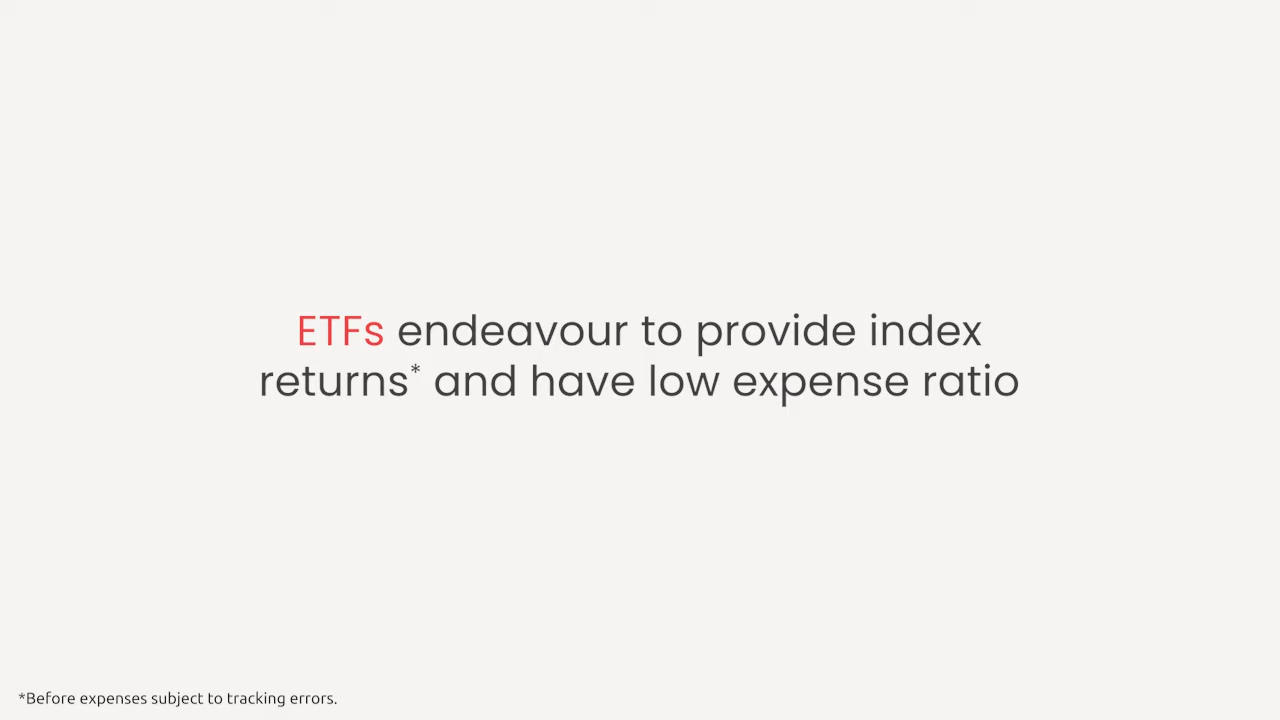 ETFs endeavour to provide index
returns* and have low expense ratio
*Before expenses subject to tracking errors.